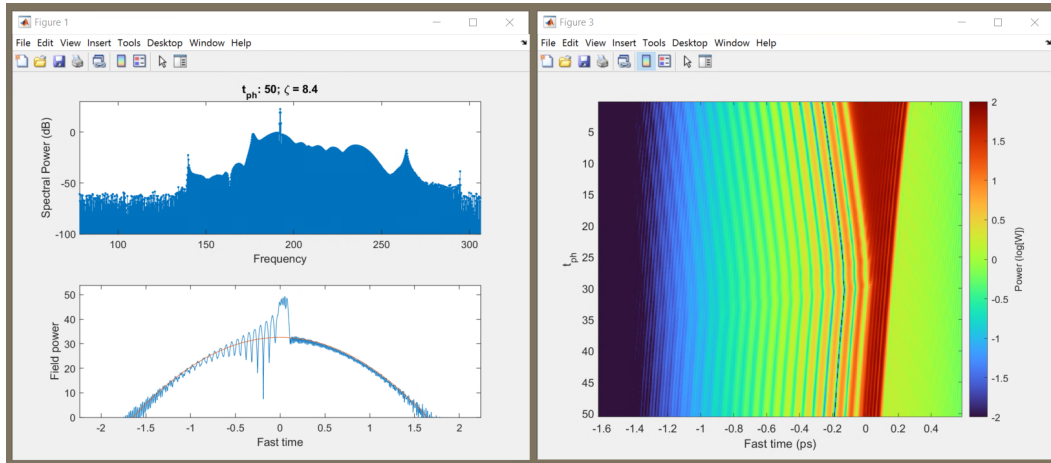 Figure 1
File Edit View Insert Tools Desktop Window Help
t_ph: 50; ζ = 8.4
Spectral Power (dB)
0
-50
-100
100 150 200 250 300
Frequency
Field power
50
40
30
20
10
0
-2 -1.5 -1 -0.5 0 0.5 1 1.5 2
Fast time
Figure 3
File Edit View Insert Tools Desktop Window Help
t_ph
5
10
15
20
25
30
35
40
45
50
-1.6 -1.4 -1.2 -1 -0.8 -0.6 -0.4 -0.2 0 0.2 0.4
Fast time (ps)
2
1.5
1
0.5
0
-0.5
-1
-1.5
-2
Power (log[W])